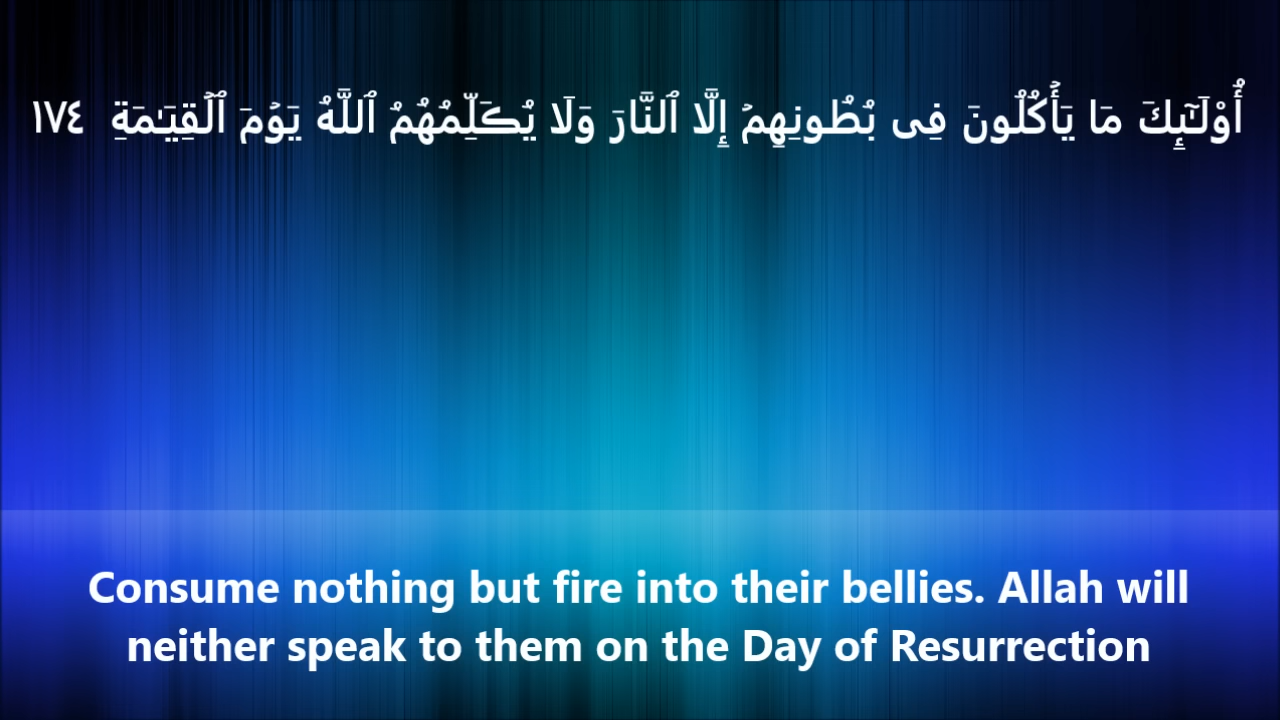 أُوْلَـٰٓئِكَ مَا يَأۡكُلُونَ فِى بُطُونِهِمۡ إِلَّا ٱلنَّارَ وَلَا يُڪَلِّمُهُمُ ٱللَّهُ يَوۡمَ ٱلۡقِيَـٰمَةِ ١٧٤
Consume nothing but fire into their bellies. Allah will
neither speak to them on the Day of Resurrection